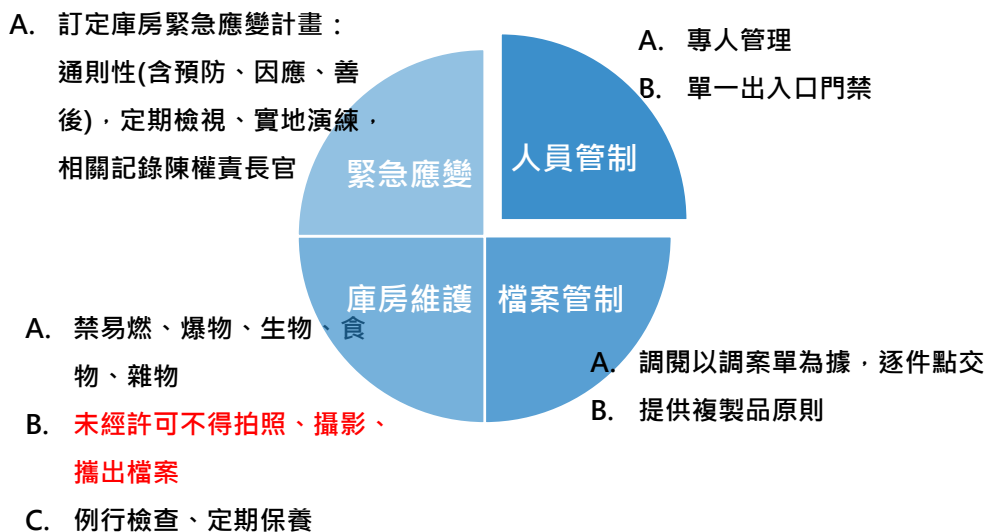 A. 訂定庫房緊急應變計畫：
通則性(含預防、因應、善
後)，定期檢視、實地演練，
相關記錄陳權責長官
緊急應變
A. 專人管理
B. 單一出入口門禁
人員管制
庫房維護
A. 禁易燃、爆物、生物、食
物、雜物
B. 未經許可不得拍照、攝影、
攜出檔案
C. 例行檢查、定期保養
檔案管制
A. 調閱以調案單為據，逐件點交
B. 提供複製品原則